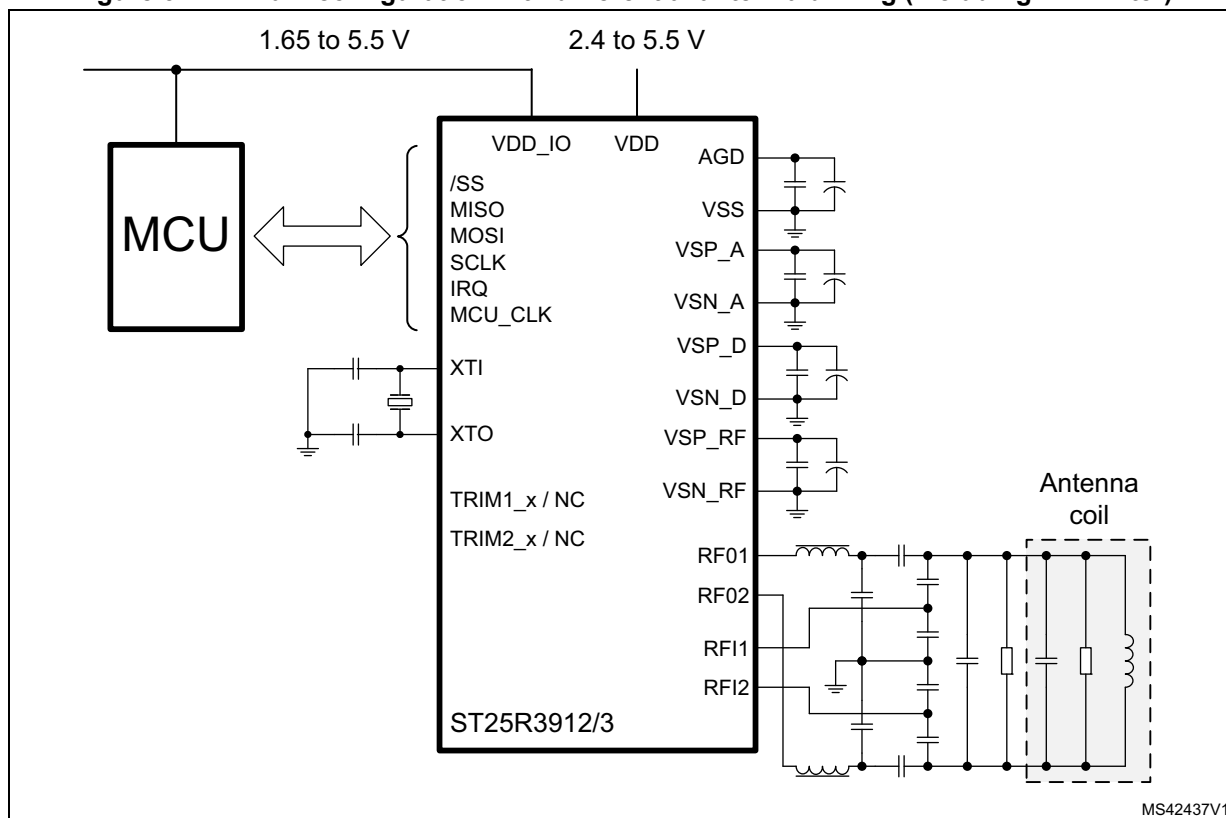 1.65 to 5.5 V
2.4 to 5.5 V
VDD_IO
VDD
MCU
/SS
MISO
MOSI
SCLK
IRQ
MCU_CLK
XTI
XTO
TRIM1_x / NC
TRIM2_x / NC
AGD
VSS
VSP_A
VSN_A
VSP_D
VSN_D
VSP_RF
VSN_RF
RF01
RF02
RFI1
RFI2
ST25R3912/3
Antenna
coil
MS42437V1